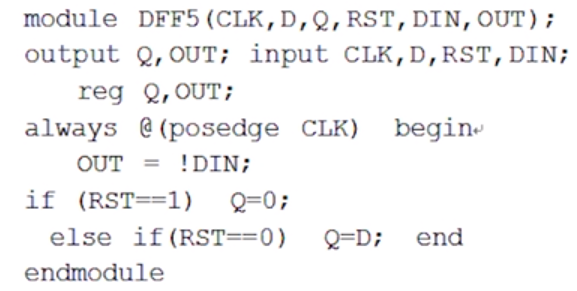 module DFF5(CLK,D,Q,RST,DIN,OUT);
output Q,OUT; input CLK,D,RST,DIN;
reg Q,OUT;
always @(posedge CLK) begin↵
OUT = !DIN;
if (RST==1) Q=0;
else if(RST==0) Q=D; end
endmodule